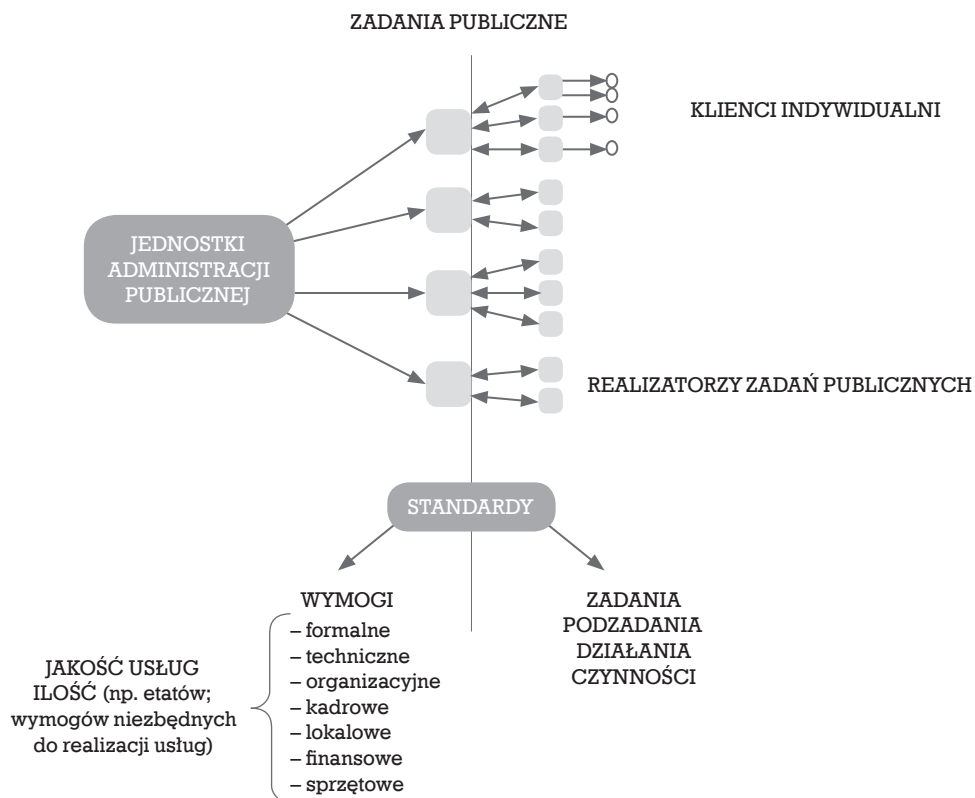 ZADANIA PUBLICZNE
KLIENCI INDYWIDUALNI
JEDNOSTKI
ADMINISTRACJI
PUBLICZNEJ
REALIZATORZY ZADAŃ PUBLICZNYCH
STANDARDY
WYMOGI
– formalne
– techniczne
– organizacyjne
– kadrowe
– lokalowe
– finansowe
– sprzętowe
JAKOŚĆ USŁUG
ILOŚĆ (np. etatów;
wymogów niezbędnych
do realizacji usług)
ZADANIA
PODZADANIA
DZIAŁANIA
CZYNNOŚCI